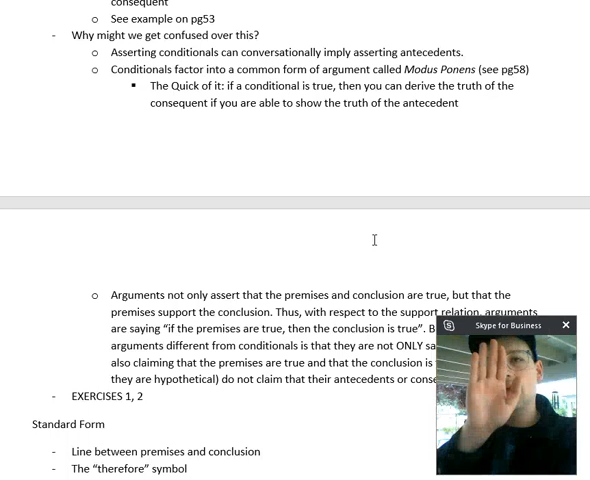 consequent
o See example on pg53
- Why might we get confused over this?
o Asserting conditionals can conversationally imply asserting antecedents.
o Conditionals factor into a common form of argument called Modus Ponens (see pg58)
▪ The Quick of it: if a conditional is true, then you can derive the truth of the
consequent if you are able to show the truth of the antecedent
o Arguments not only assert that the premises and conclusion are true, but that the
premises support the conclusion. Thus, with respect to the support relation, arguments
are saying “if the premises are true, then the conclusion is true”. B
arguments different from conditionals is that they are not ONLY sa
also claiming that the premises are true and that the conclusion is
they are hypothetical) do not claim that their antecedents or conse
- EXERCISES 1, 2
Standard Form
- Line between premises and conclusion
- The “therefore” symbol
Skype for Business